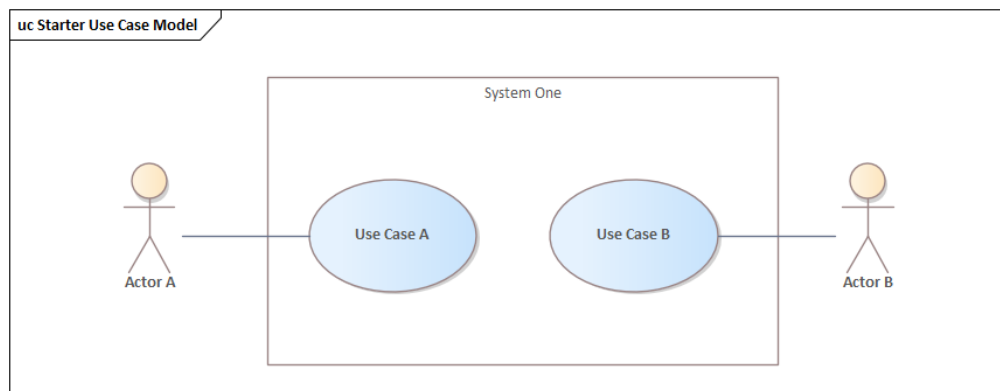 uc Starter Use Case Model
System One
Use Case A
Use Case B
Actor A
Actor B